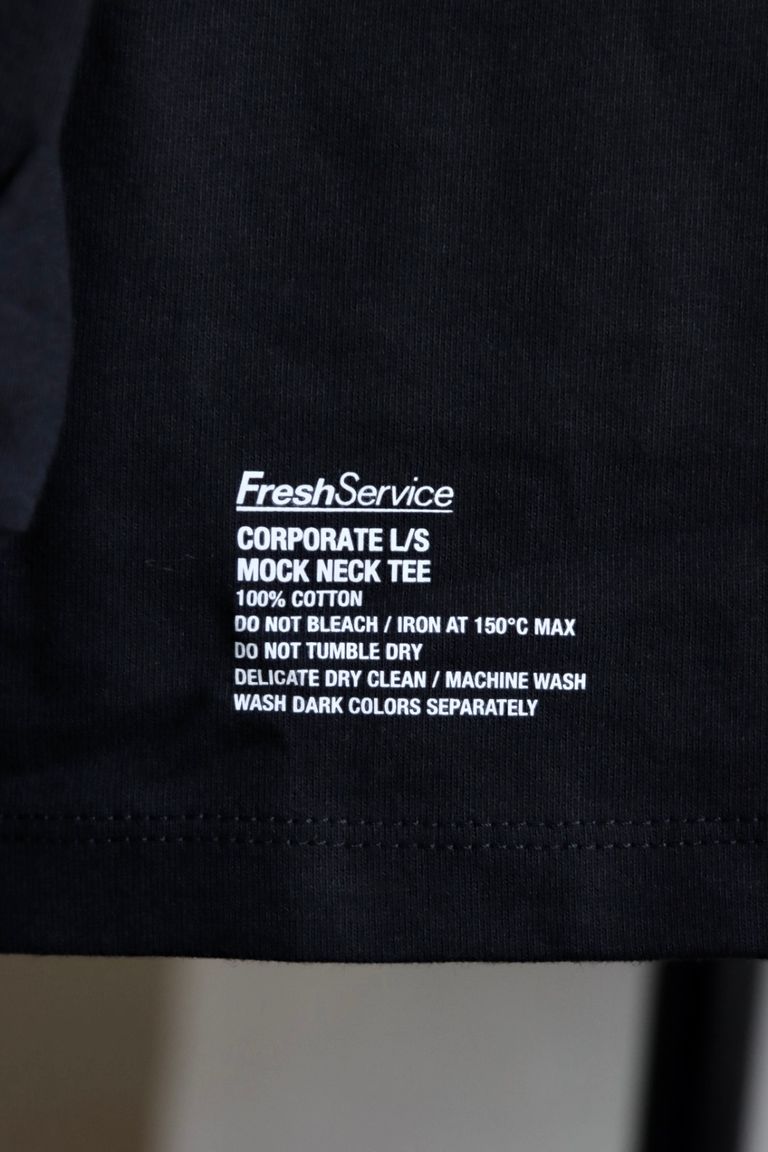 FreshService
CORPORATE L/S
MOCK NECK TEE
100% COTTON
DO NOT BLEACH / IRON AT 150°C MAX
DO NOT TUMBLE DRY
DELICATE DRY CLEAN / MACHINE WASH
WASH DARK COLORS SEPARATELY